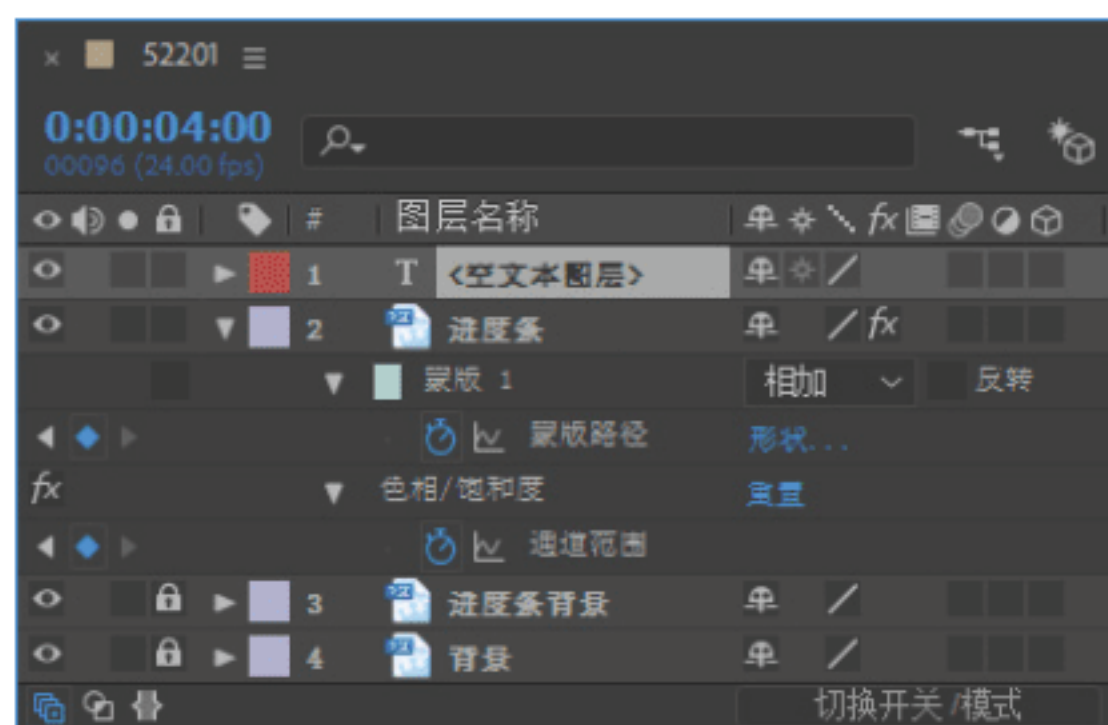 52201
0:00:04:00
00096 (24.00 fps)
# 图层名称 fx
1 T <空文本图层>
2 进度条 fx
蒙版 1 相加 反转
蒙版路径 形状...
fx 色相/饱和度 重置
通道范围
3 进度条背景
4 背景
切换开关/模式